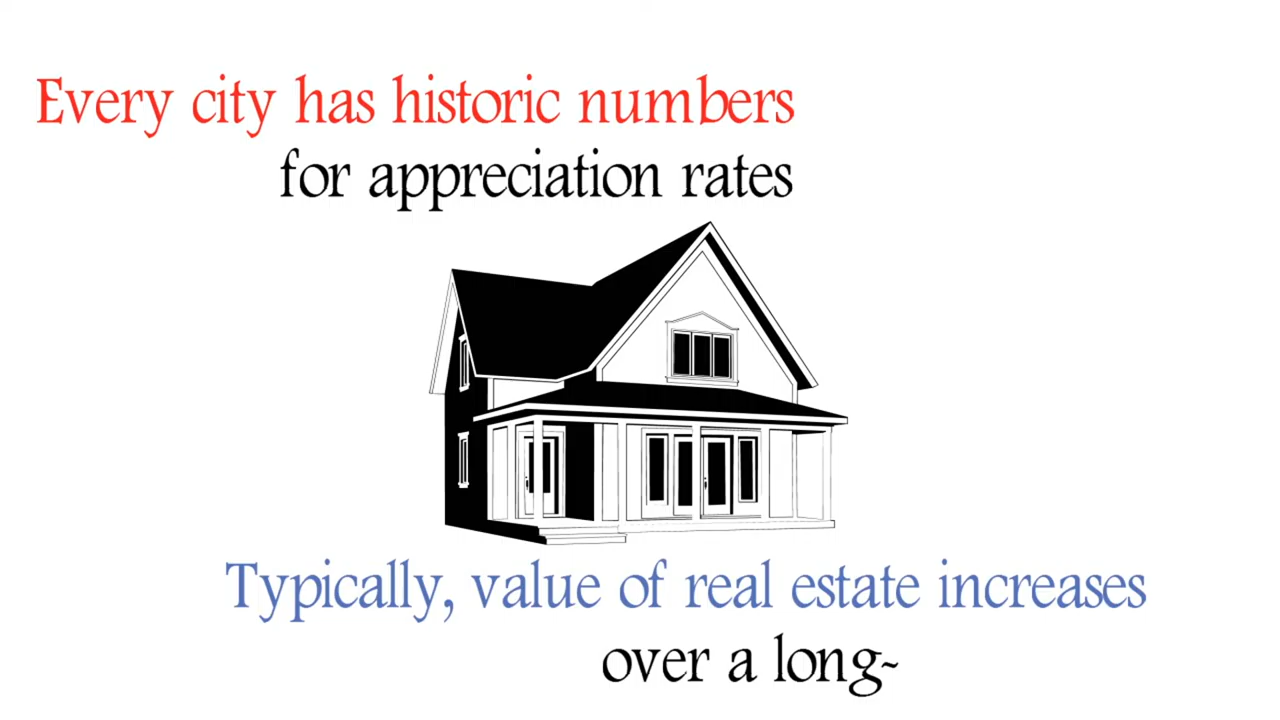 Every city has historic numbers
for appreciation rates
Typically, value of real estate increases
over a long-